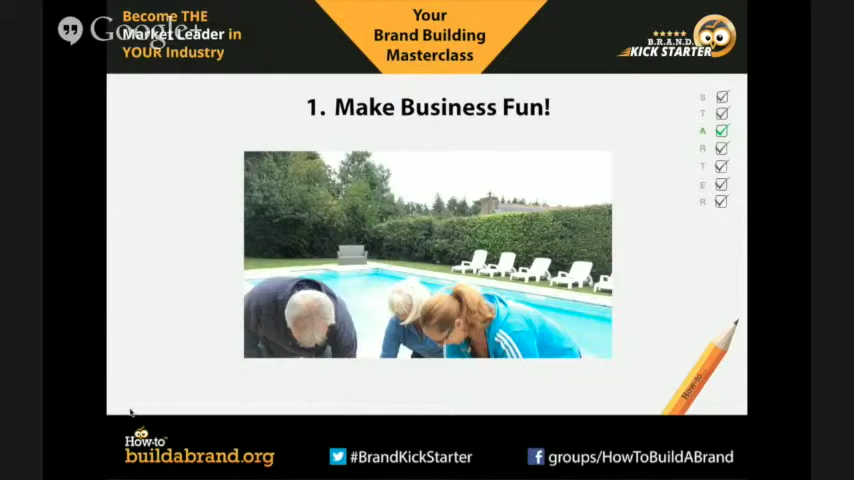 Become THE
Market Leader in
YOUR Industry
Google+
Your
Brand Building
Masterclass
B.R.A.N.D.
KICK STARTER
1. Make Business Fun!
S
T
A
R
T
E
R
How-to...
How-to
buildabrand.org
#BrandKickStarter
groups/HowToBuildABrand